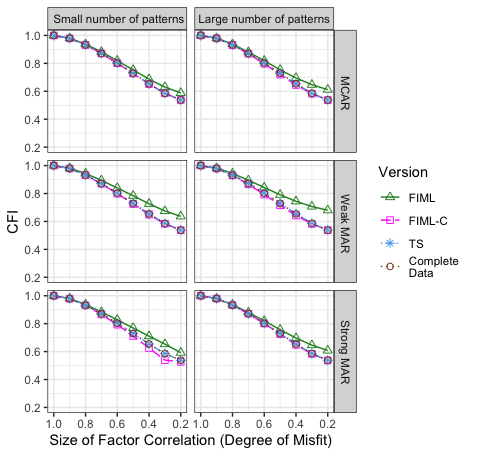 Small number of patterns
Large number of patterns
1.0
0.8
0.6
0.4
0.2
MCAR
1.0
0.8
0.6
0.4
0.2
Weak MAR
1.0
0.8
0.6
0.4
0.2
Strong MAR
CFI
1.0 0.8 0.6 0.4 0.2
1.0 0.8 0.6 0.4 0.2
Size of Factor Correlation (Degree of Misfit)
Version
FIML
FIML-C
TS
Complete
Data